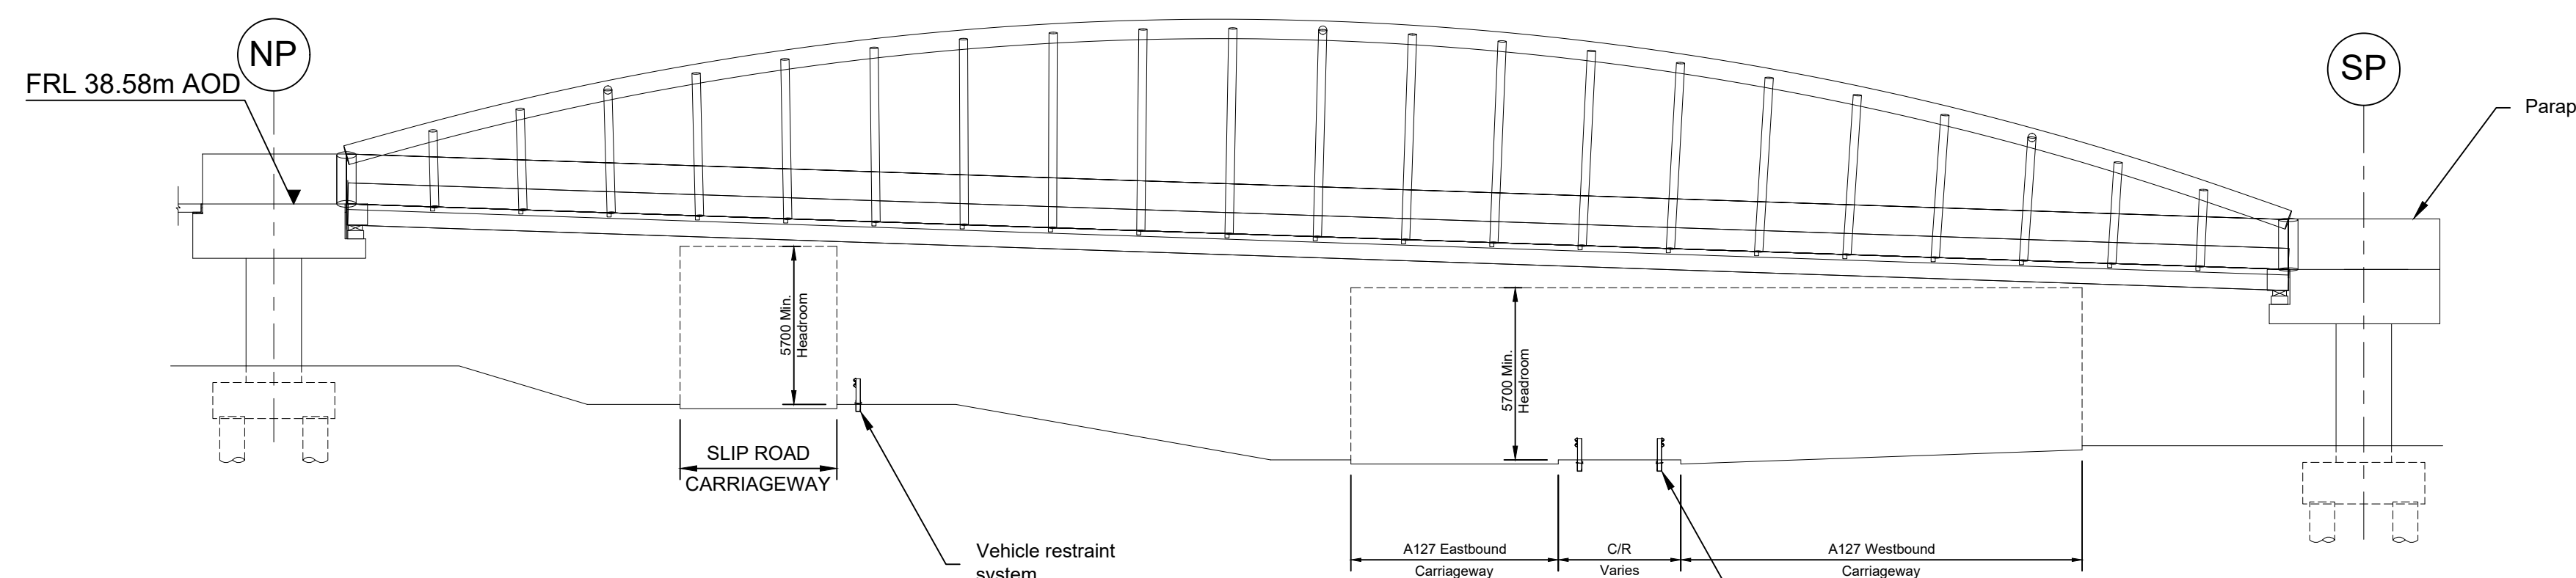 NP
SP
FRL 38.58m AOD
Parap
5700 Min.
Headroom
5700 Min.
Headroom
SLIP ROAD
CARRIAGEWAY
Vehicle restraint
system
A127 Eastbound
Carriageway
C/R
Varies
A127 Westbound
Carriageway